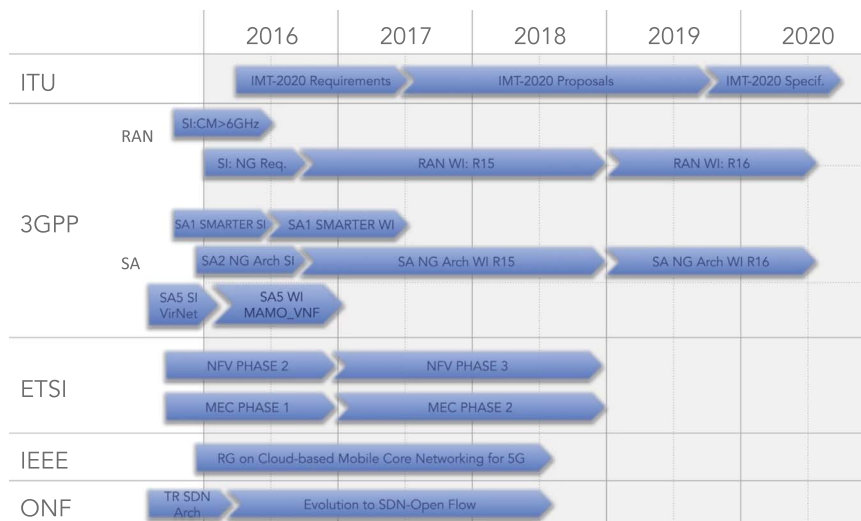 2016 2017 2018 2019 2020
ITU
IMT-2020 Requirements
IMT-2020 Proposals
IMT-2020 Specif.
3GPP
RAN
SI:CM>6GHz
SI: NG Req.
RAN WI: R15
RAN WI: R16
SA
SA1 SMARTER SI
SA1 SMARTER WI
SA2 NG Arch SI
SA NG Arch WI R15
SA NG Arch WI R16
SA5 SI
VirNet
SA5 WI
MAMO_VNF
ETSI
NFV PHASE 2
NFV PHASE 3
MEC PHASE 1
MEC PHASE 2
IEEE
RG on Cloud-based Mobile Core Networking for 5G
ONF
TR SDN
Arch
Evolution to SDN-Open Flow